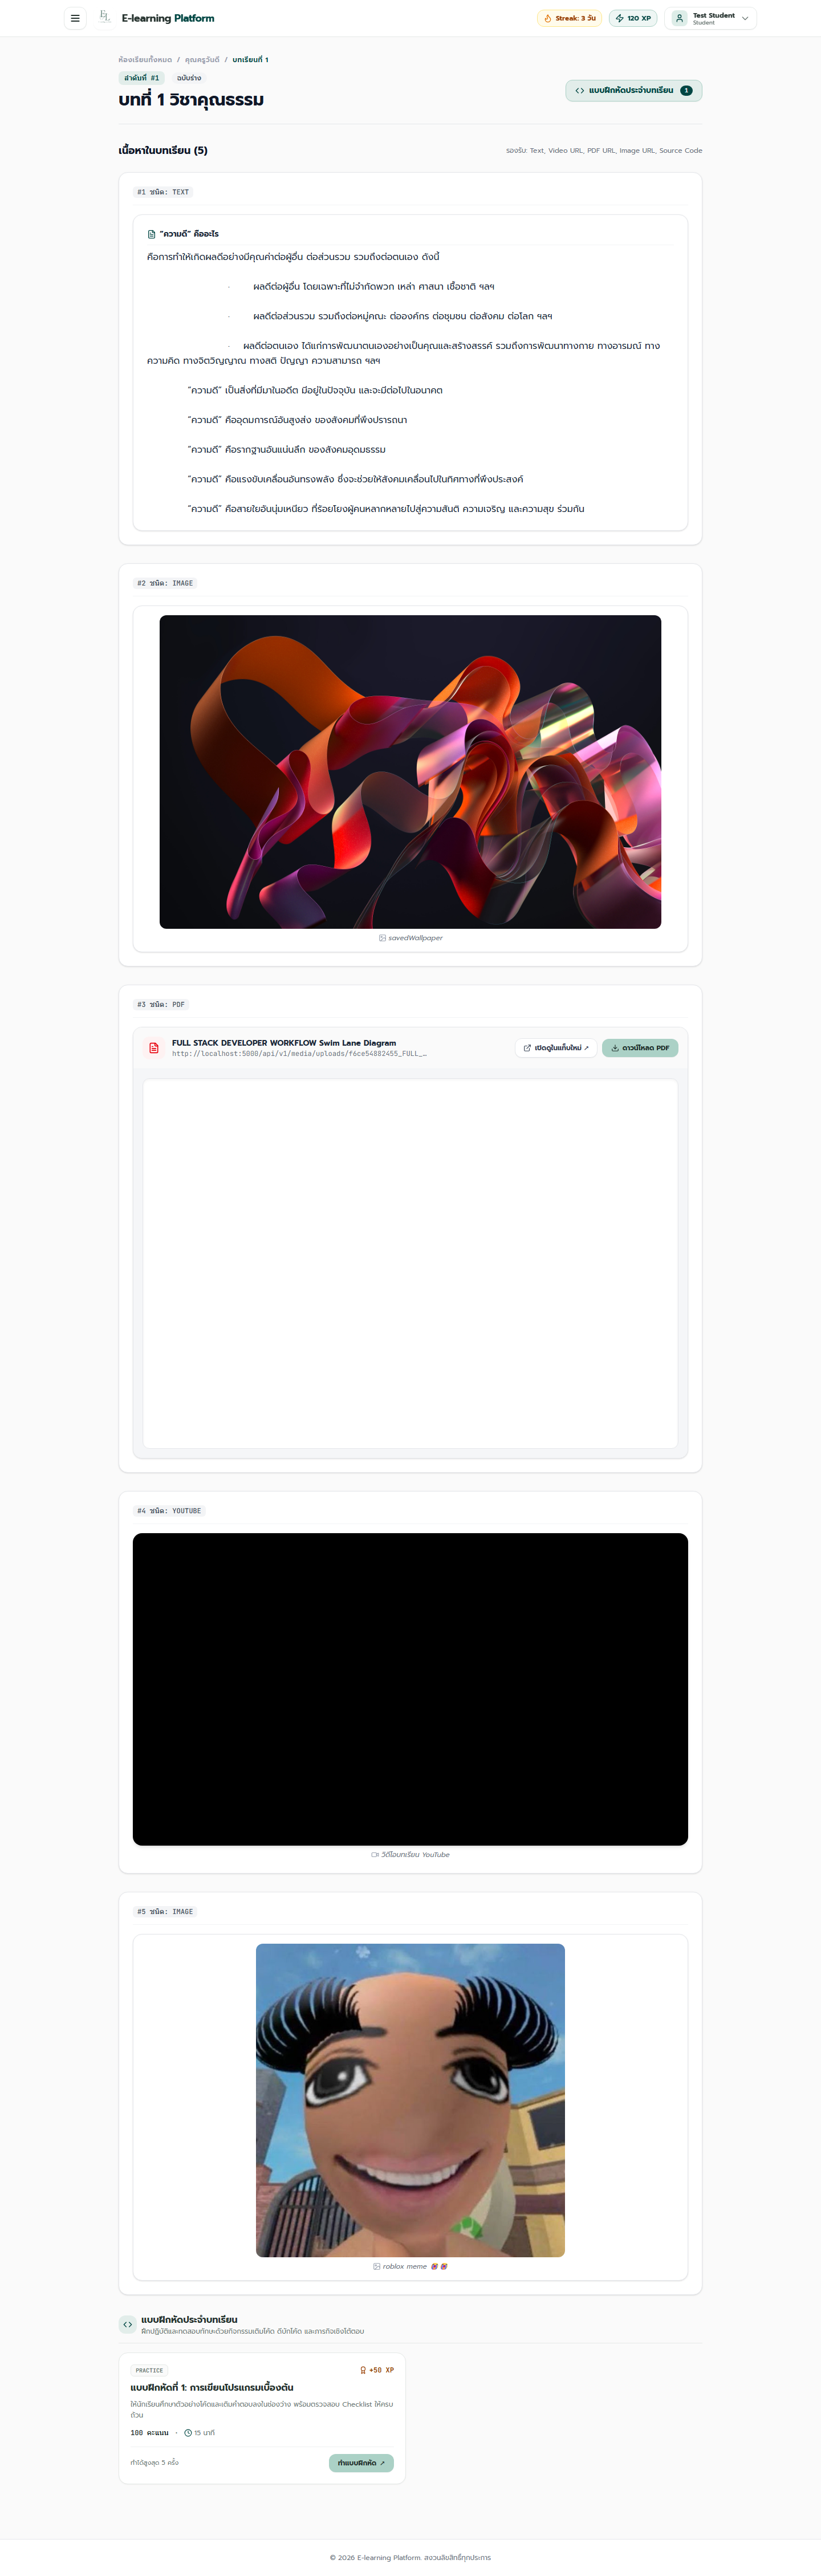 E-learning Platform
Streak: 3 วัน
120 XP
Test Student
Student
ห้องเรียนทั้งหมด / คุณครูวันดี / บทเรียนที่ 1
ลำดับที่ #1
ฉบับร่าง
บทที่ 1 วิชาคุณธรรม
แบบฝึกหัดประจำบทเรียน 1
เนื้อหาในบทเรียน (5)
รองรับ: Text, Video URL, PDF URL, Image URL, Source Code
#1 ชนิด: TEXT
“ความดี” คืออะไร
คือการทำให้เกิดผลดีอย่างมีคุณค่าต่อผู้อื่น ต่อส่วนรวม รวมถึงต่อตนเอง ดังนี้
· ผลดีต่อผู้อื่น โดยเฉพาะที่ไม่จำกัดพวก เหล่า ศาสนา เชื้อชาติ ฯลฯ
· ผลดีต่อส่วนรวม รวมถึงต่อหมู่คณะ ต่อองค์กร ต่อชุมชน ต่อสังคม ต่อโลก ฯลฯ
· ผลดีต่อตนเอง ได้แก่การพัฒนาตนเองอย่างเป็นคุณและสร้างสรรค์ รวมถึงการพัฒนาทางกาย ทางอารมณ์ ทาง
ความคิด ทางจิตวิญญาณ ทางสติ ปัญญา ความสามารถ ฯลฯ
“ความดี” เป็นสิ่งที่มีมาในอดีต มีอยู่ในปัจจุบัน และจะมีต่อไปในอนาคต
“ความดี” คืออุดมการณ์อันสูงส่ง ของสังคมที่พึงปรารถนา
“ความดี” คือรากฐานอันแน่นลึก ของสังคมอุดมธรรม
“ความดี” คือแรงขับเคลื่อนอันทรงพลัง ซึ่งจะช่วยให้สังคมเคลื่อนไปในทิศทางที่พึงประสงค์
“ความดี” คือสายใยอันนุ่มเหนียว ที่ร้อยโยงผู้คนหลากหลายไปสู่ความสันติ ความเจริญ และความสุข ร่วมกัน
#2 ชนิด: IMAGE
savedWallpaper
#3 ชนิด: PDF
FULL STACK DEVELOPER WORKFLOW Swim Lane Diagram
http://localhost:5000/api/v1/media/uploads/f6ce54882455_FULL_…
เปิดดูในแท็บใหม่ ↗
ดาวน์โหลด PDF
#4 ชนิด: YOUTUBE
วิดีโอบทเรียน YouTube
#5 ชนิด: IMAGE
roblox meme
แบบฝึกหัดประจำบทเรียน
ฝึกปฏิบัติและทดสอบทักษะด้วยกิจกรรมเติมโค้ด ดีบักโค้ด และภารกิจเชิงโต้ตอบ
PRACTICE
+50 XP
แบบฝึกหัดที่ 1: การเขียนโปรแกรมเบื้องต้น
ให้นักเรียนศึกษาตัวอย่างโค้ดและเติมคำตอบลงในช่องว่าง พร้อมตรวจสอบ Checklist ให้ครบ
ถ้วน
100 คะแนน · 15 นาที
ทำได้สูงสุด 5 ครั้ง
ทำแบบฝึกหัด ↗
© 2026 E-learning Platform. สงวนลิขสิทธิ์ทุกประการ